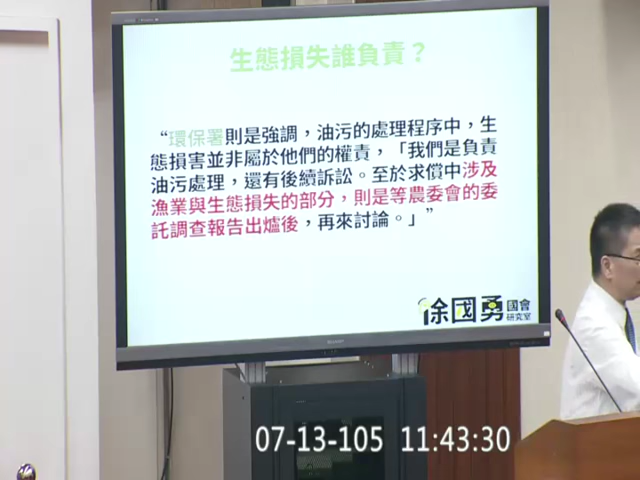 生態損失誰負責？
“環保署則是強調，油污的處理程序中，生
態損害並非屬於他們的權責，「我們是負責
油污處理，還有後續訴訟。至於求償中涉及
漁業與生態損失的部分，則是等農委會的委
託調查報告出爐後，再來討論。」”
徐國勇 國會
研究室
07-13-105 11:43:30